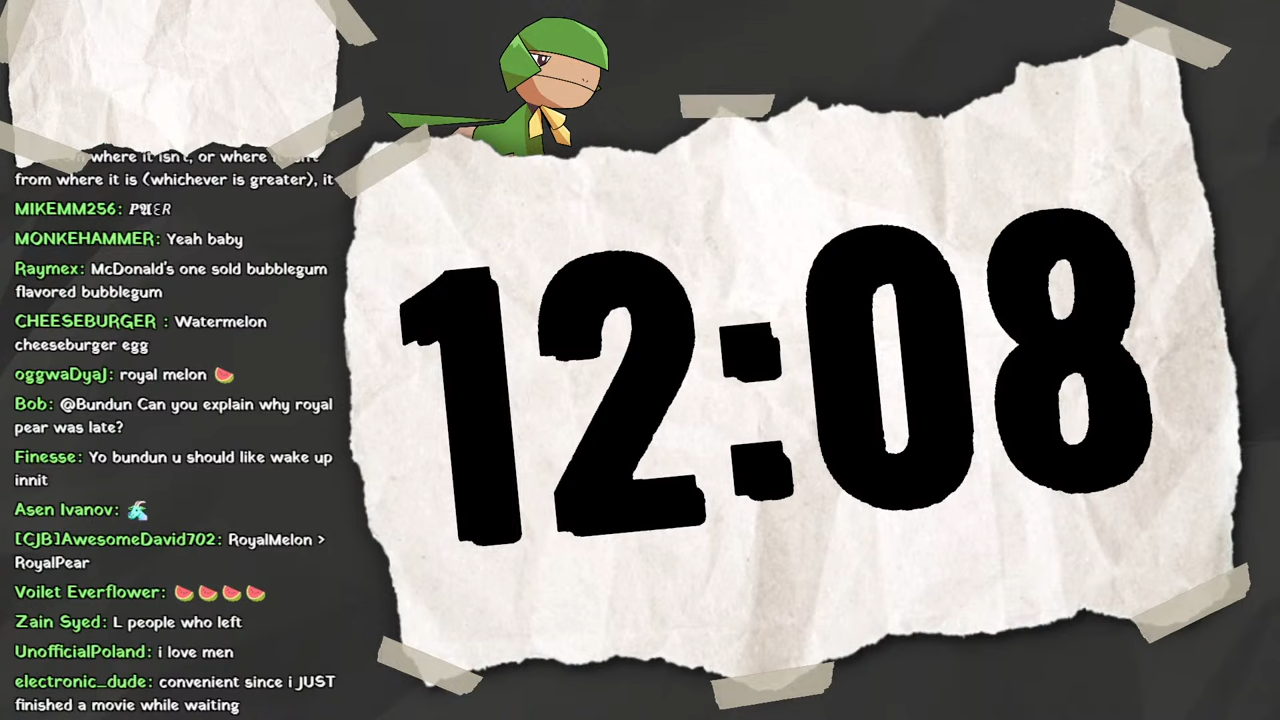 where it isn't, or where it isn't
from where it is (whichever is greater), it
MIKEMM256: 𝑷𝕌ℰ𝑅
MONKEHAMMER: Yeah baby
Raymex: McDonald's one sold bubblegum
flavored bubblegum
CHEESEBURGER : Watermelon
cheeseburger egg
oggwaDyaJ: royal melon 🍉
Bob: @Bundun Can you explain why royal
pear was late?
Finesse: Yo bundun u should like wake up
innit
Asen Ivanov:
[CJB]AwesomeDavid702: RoyalMelon >
RoyalPear
Voilet Everflower: 🍉🍉🍉🍉
Zain Syed: L people who left
UnofficialPoland: i love men
electronic_dude: convenient since i JUST
finished a movie while waiting
12:08